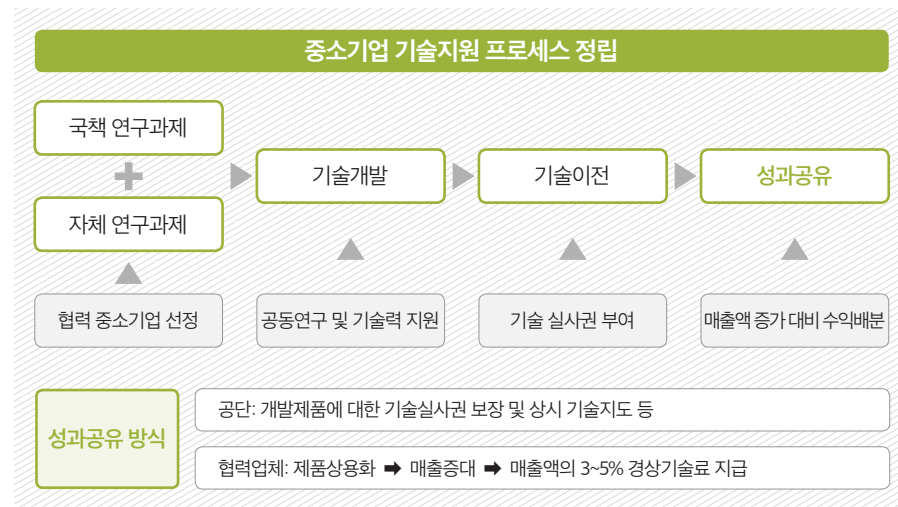 중소기업 기술지원 프로세스 정립
국책 연구과제
자체 연구과제
기술개발
기술이전
성과공유
협력 중소기업 선정
공동연구 및 기술력 지원
기술 실사권 부여
매출액 증가 대비 수익배분
성과공유 방식
공단: 개발제품에 대한 기술실사권 보장 및 상시 기술지도 등
협력업체: 제품상용화 ➡ 매출증대 ➡ 매출액의 3~5% 경상기술료 지급